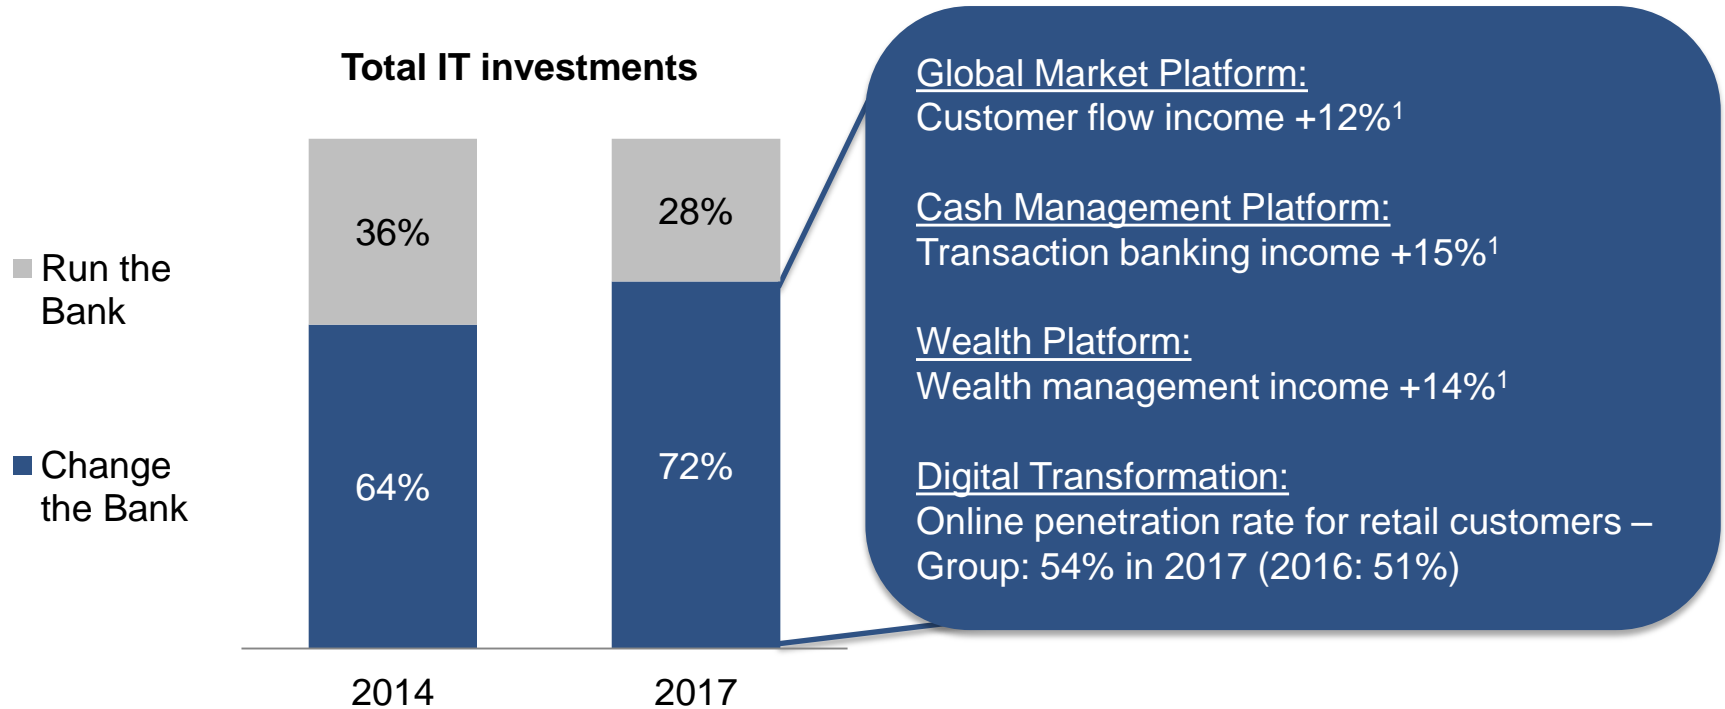 Total IT investments
36%
28%
Run the
Bank
Change
the Bank
64%
72%
2014
2017
Global Market Platform:
Customer flow income +12%¹
Cash Management Platform:
Transaction banking income +15%¹
Wealth Platform:
Wealth management income +14%¹
Digital Transformation:
Online penetration rate for retail customers –
Group: 54% in 2017 (2016: 51%)